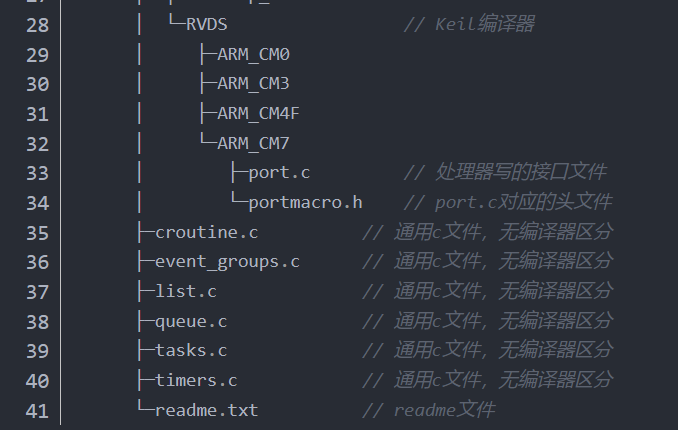 28 │ └─RVDS // Keil编译器
29 │ ├─ARM_CM0
30 │ ├─ARM_CM3
31 │ ├─ARM_CM4F
32 │ └─ARM_CM7
33 │ ├─port.c // 处理器写的接口文件
34 │ └─portmacro.h // port.c对应的头文件
35 ├─croutine.c // 通用c文件，无编译器区分
36 ├─event_groups.c // 通用c文件，无编译器区分
37 ├─list.c // 通用c文件，无编译器区分
38 ├─queue.c // 通用c文件，无编译器区分
39 ├─tasks.c // 通用c文件，无编译器区分
40 ├─timers.c // 通用c文件，无编译器区分
41 └─readme.txt // readme文件